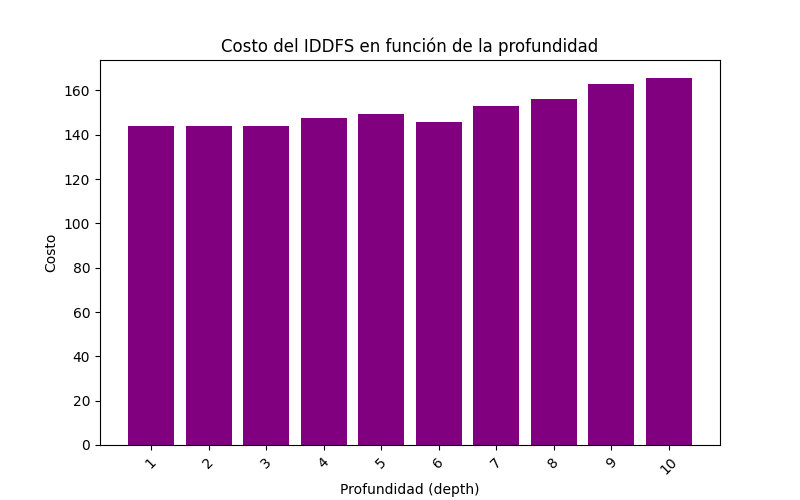 Costo del IDDFS en función de la profundidad
160
140
120
100
80
60
40
20
0
Costo
1 2 3 4 5 6 7 8 9 10
Profundidad (depth)